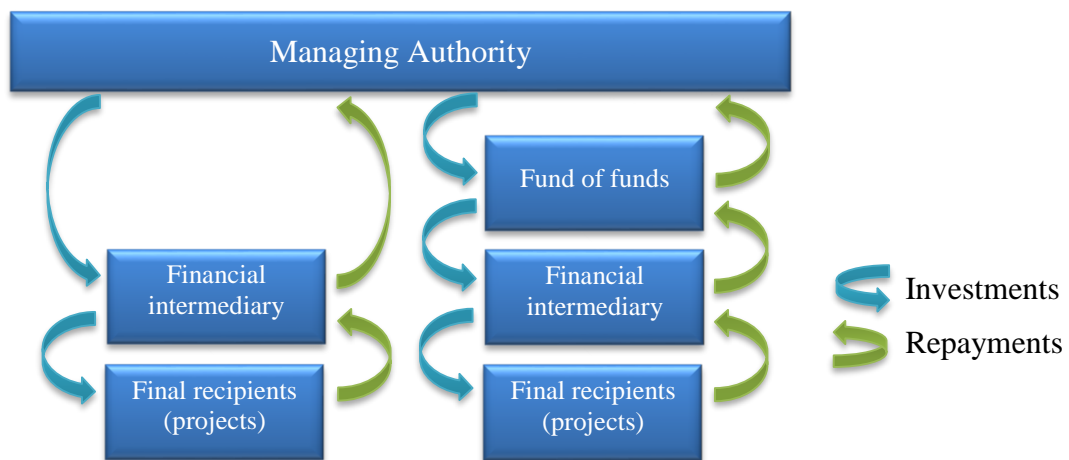 Managing Authority
Fund of funds
Financial
intermediary
Financial
intermediary
Investments
Repayments
Final recipients
(projects)
Final recipients
(projects)